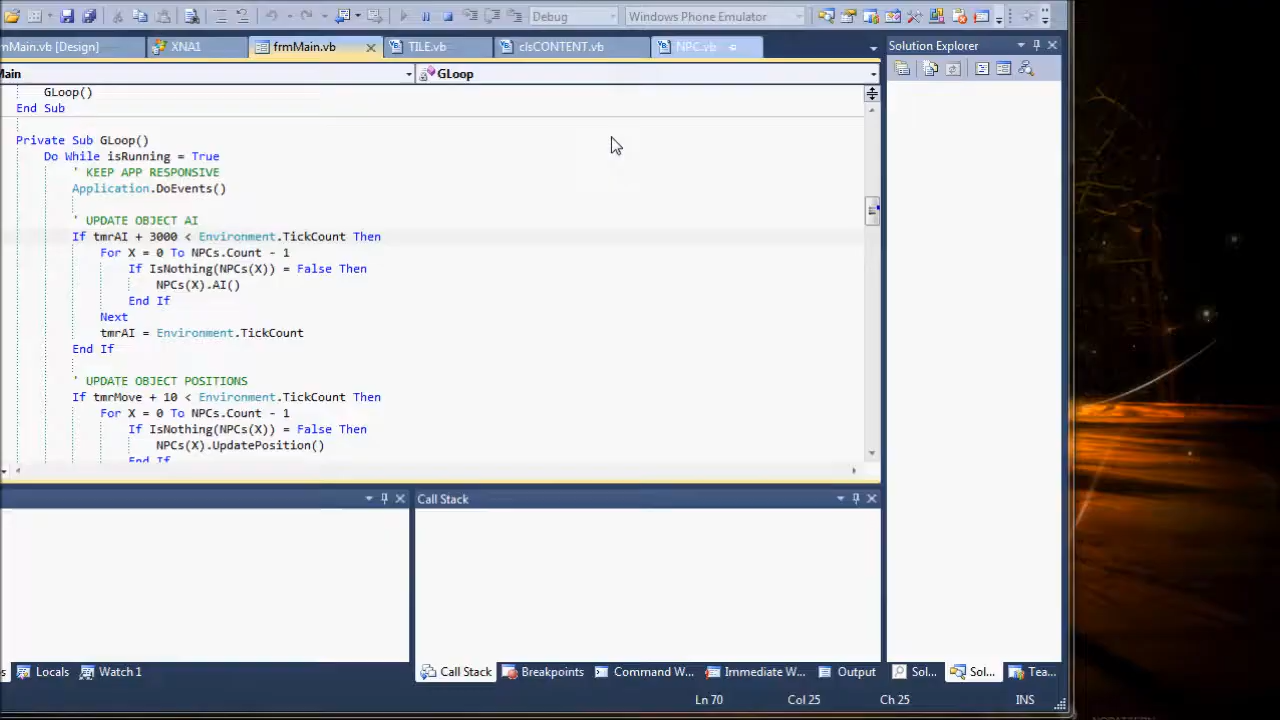 Debug
Windows Phone Emulator
mMain.vb [Design]
XNA1
frmMain.vb
TILE.vb
clsCONTENT.vb
NPC.vb
Solution Explorer
Main
GLoop
GLoop()
End Sub
Private Sub GLoop()
Do While isRunning = True
' KEEP APP RESPONSIVE
Application.DoEvents()
' UPDATE OBJECT AI
If tmrAI + 3000 < Environment.TickCount Then
For X = 0 To NPCs.Count - 1
If IsNothing(NPCs(X)) = False Then
NPCs(X).AI()
End If
Next
tmrAI = Environment.TickCount
End If
' UPDATE OBJECT POSITIONS
If tmrMove + 10 < Environment.TickCount Then
For X = 0 To NPCs.Count - 1
If IsNothing(NPCs(X)) = False Then
NPCs(X).UpdatePosition()
End If
Call Stack
s
Locals
Watch 1
Call Stack
Breakpoints
Command W...
Immediate W...
Output
Sol...
Sol...
Tea...
Ln 70
Col 25
Ch 25
INS